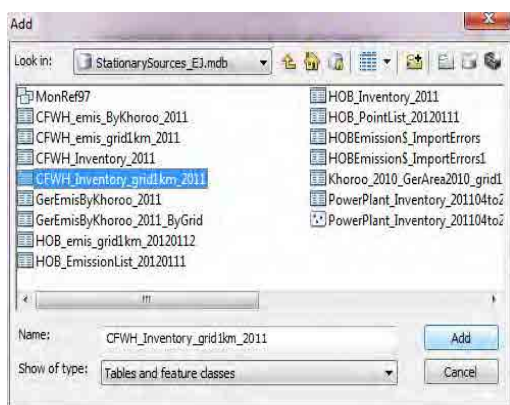 Add
Look in: StationarySources_EJ.mdb
MonRef97
CFWH_emis_ByKhoroo_2011
CFWH_emis_grid1km_2011
CFWH_Inventory_2011
CFWH_Inventory_grid1km_2011
GerEmisByKhoroo_2011
GerEmisByKhoroo_2011_ByGrid
HOB_emis_grid1km_20120112
HOB_EmissionList_20120111
HOB_Inventory_2011
HOB_PointList_20120111
HOBEmission$_ImportErrors
HOBEmission$_ImportErrors1
Khoroo_2010_GerArea2010_grid1
PowerPlant_Inventory_201104to2
PowerPlant_Inventory_201104to2
Name: CFWH_Inventory_grid1km_2011
Add
Show of type: Tables and feature classes
Cancel